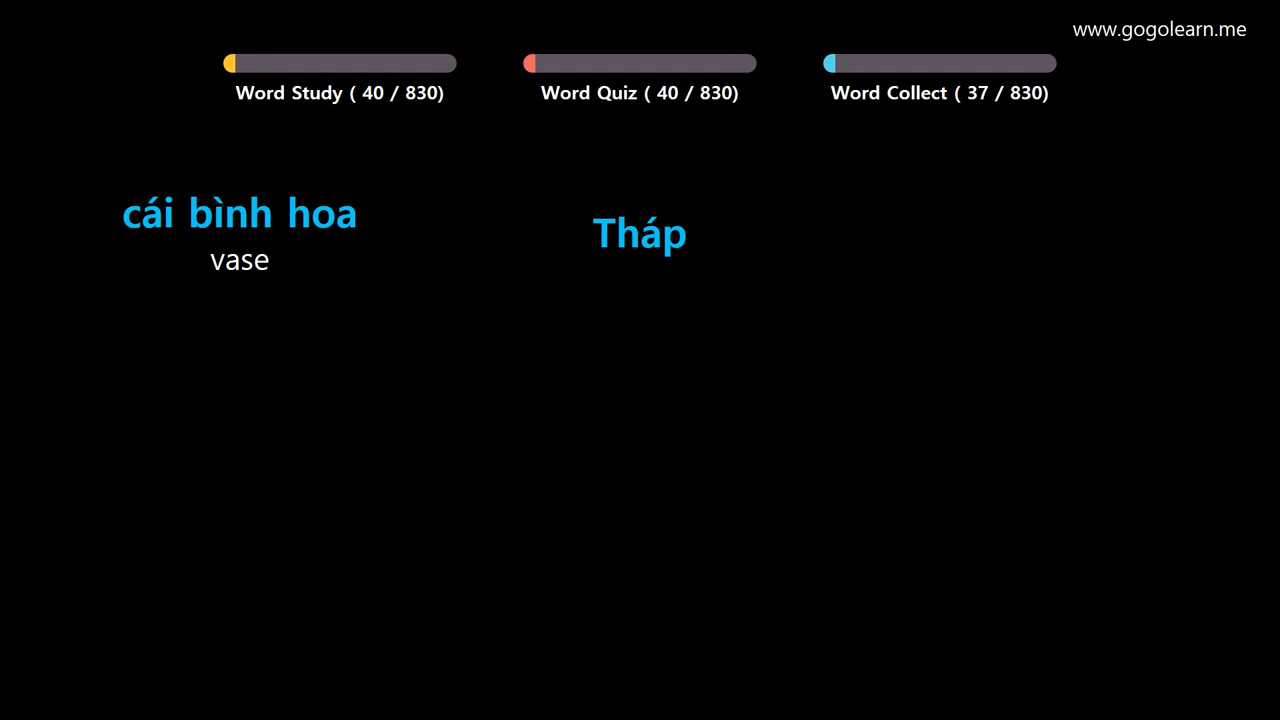 www.gogolearn.me
Word Study ( 40 / 830)
Word Quiz ( 40 / 830)
Word Collect ( 37 / 830)
cái bình hoa
vase
Tháp